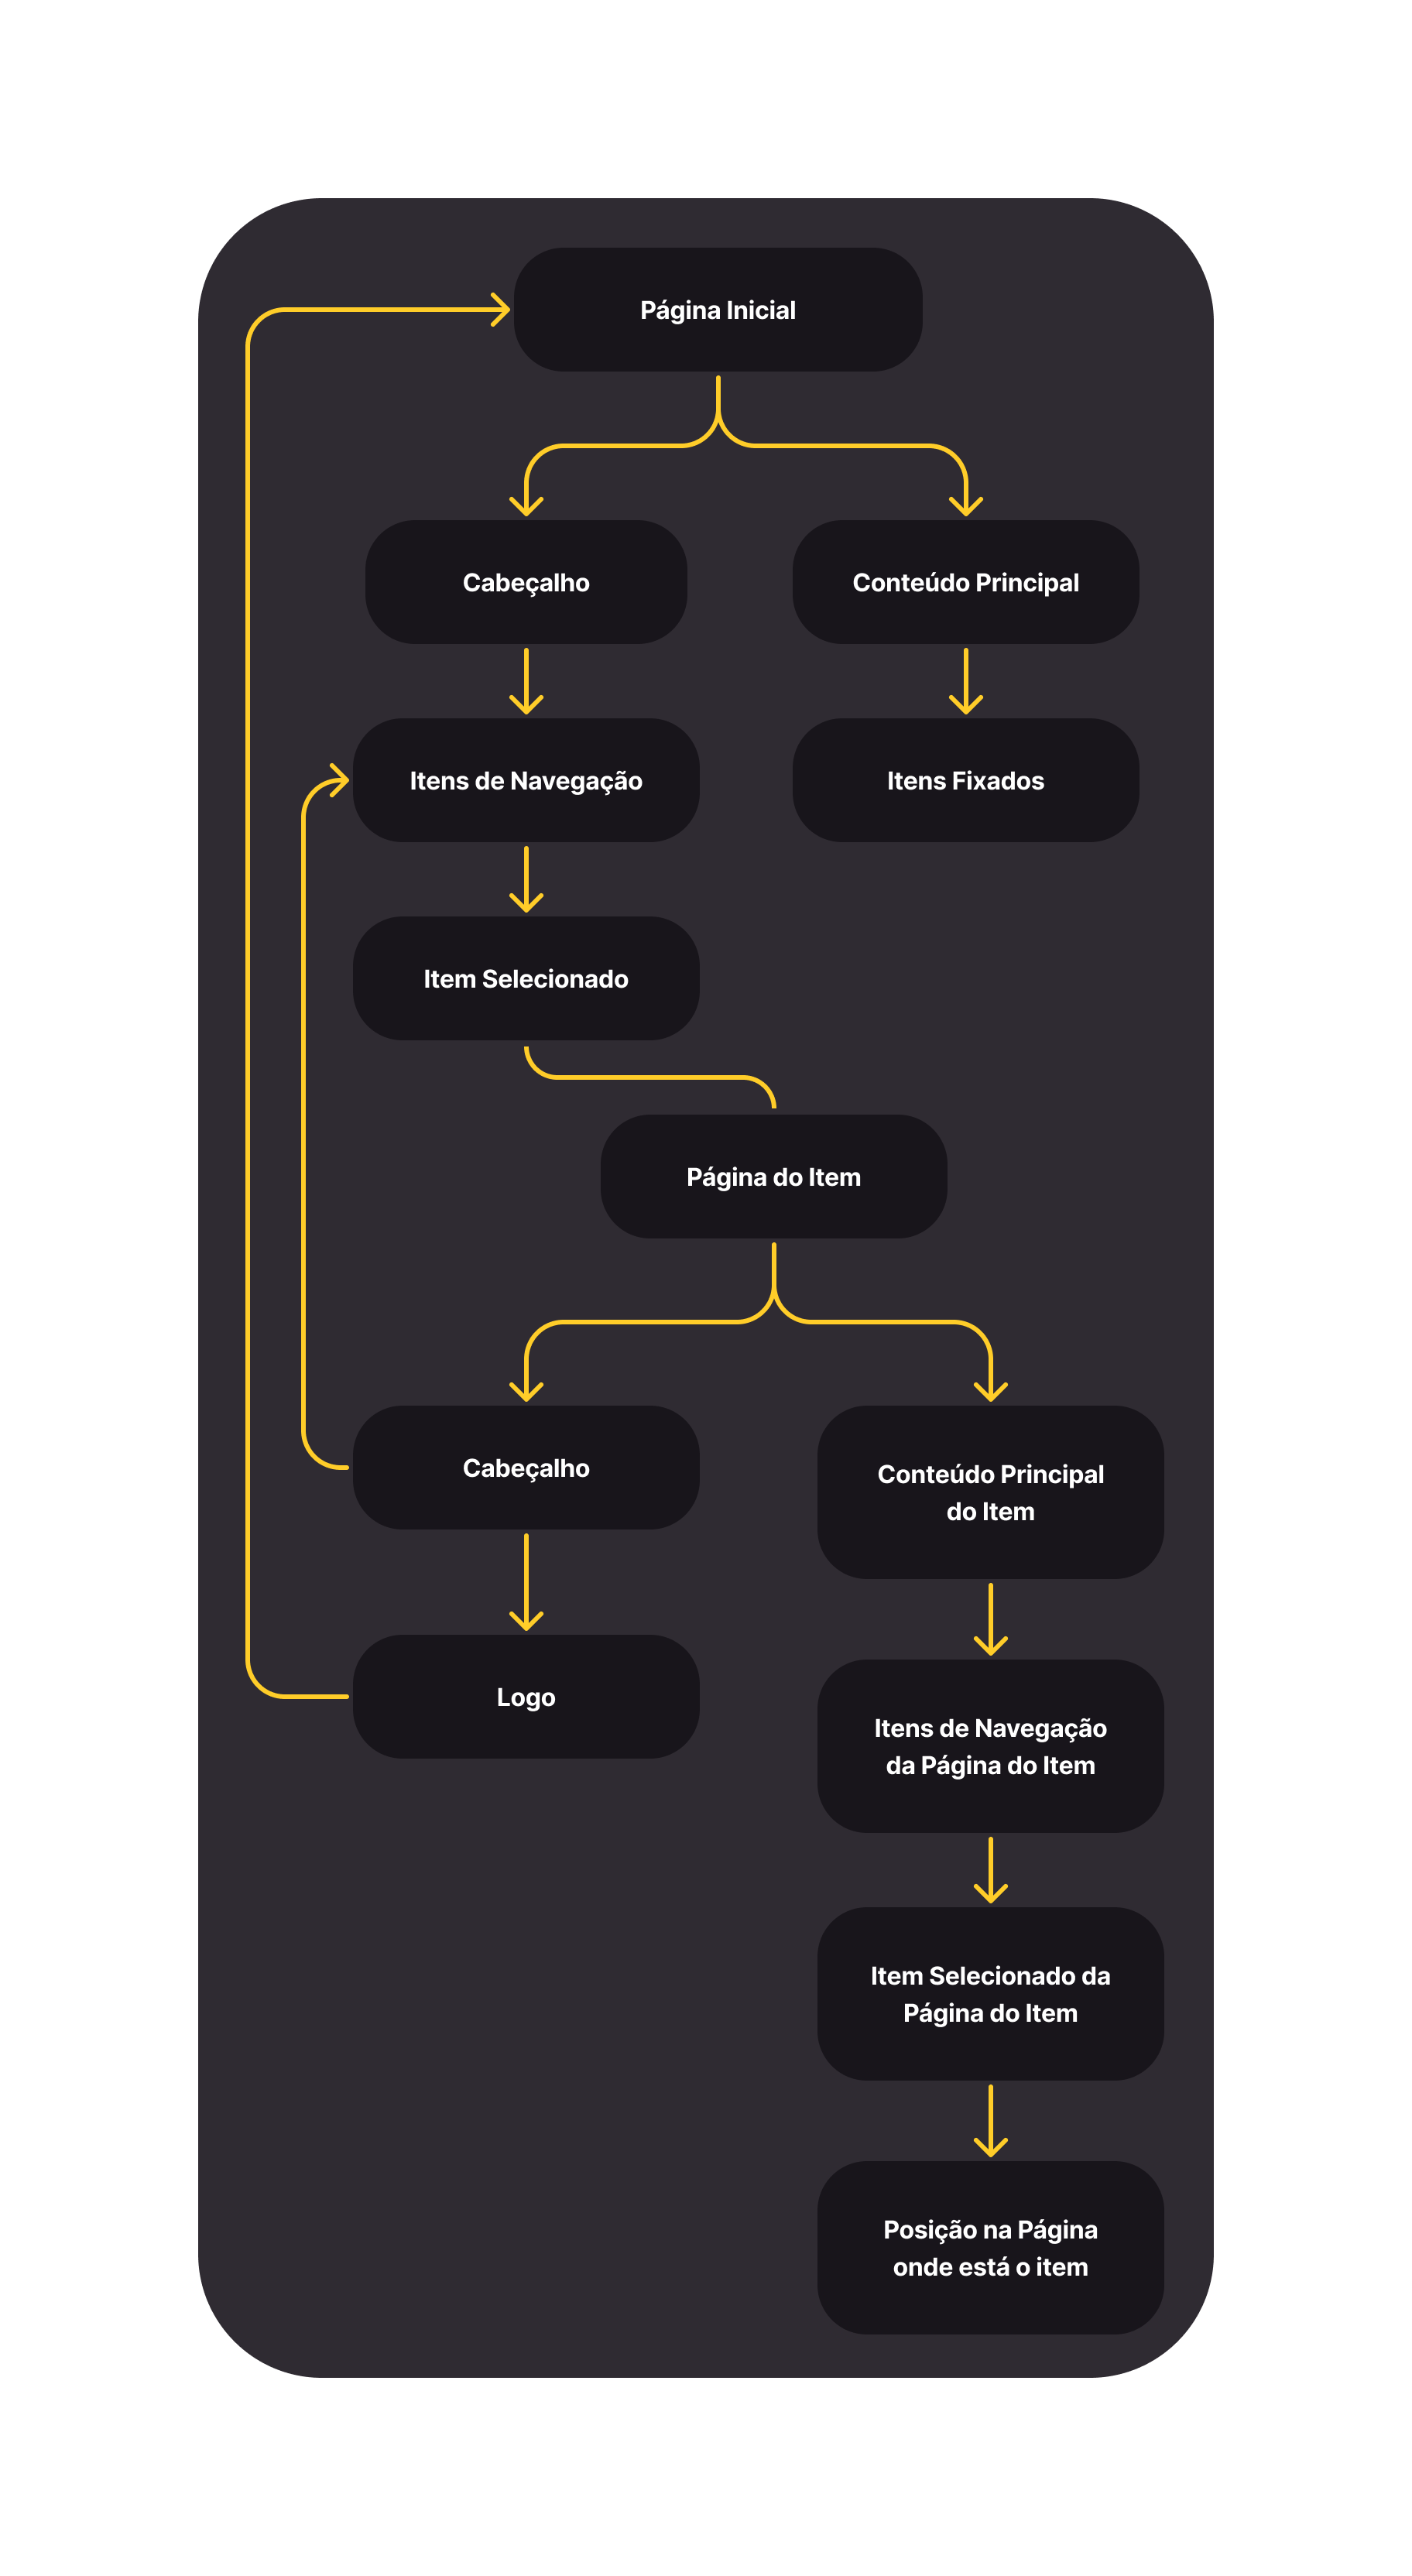 Página Inicial
Cabeçalho
Conteúdo Principal
Itens de Navegação
Itens Fixados
Item Selecionado
Página do Item
Cabeçalho
Conteúdo Principal
do Item
Logo
Itens de Navegação
da Página do Item
Item Selecionado da
Página do Item
Posição na Página
onde está o item